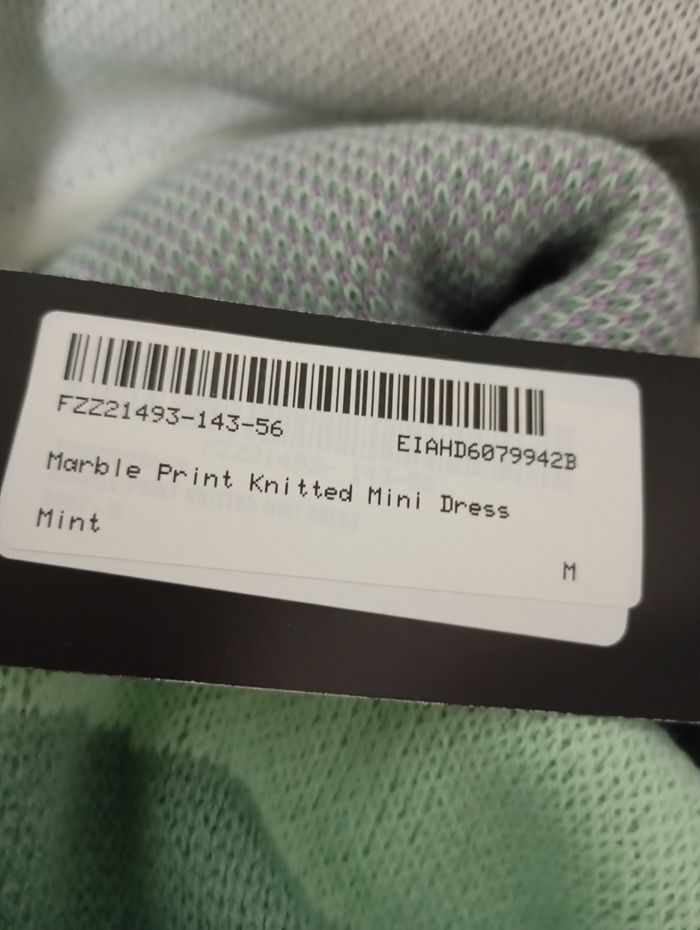 FZZ21493-143-56
EIAHD6079942B
Marble Print Knitted Mini Dress
Mint
M